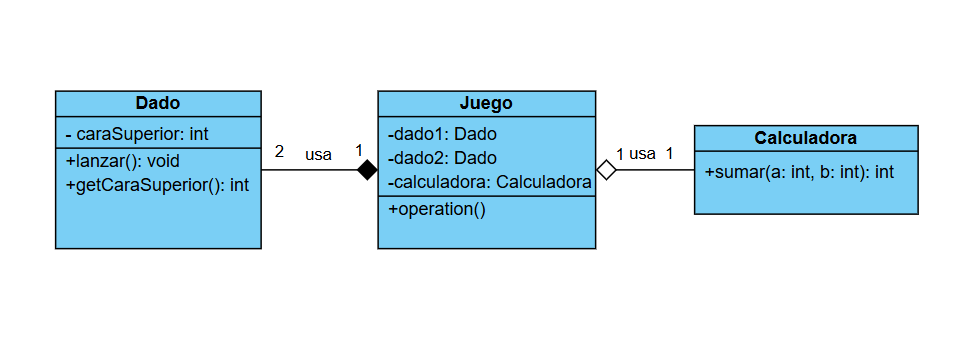 Dado
- caraSuperior: int
+lanzar(): void
+getCaraSuperior(): int
2 usa 1
Juego
-dado1: Dado
-dado2: Dado
-calculadora: Calculadora
+operation()
1 usa 1
Calculadora
+sumar(a: int, b: int): int